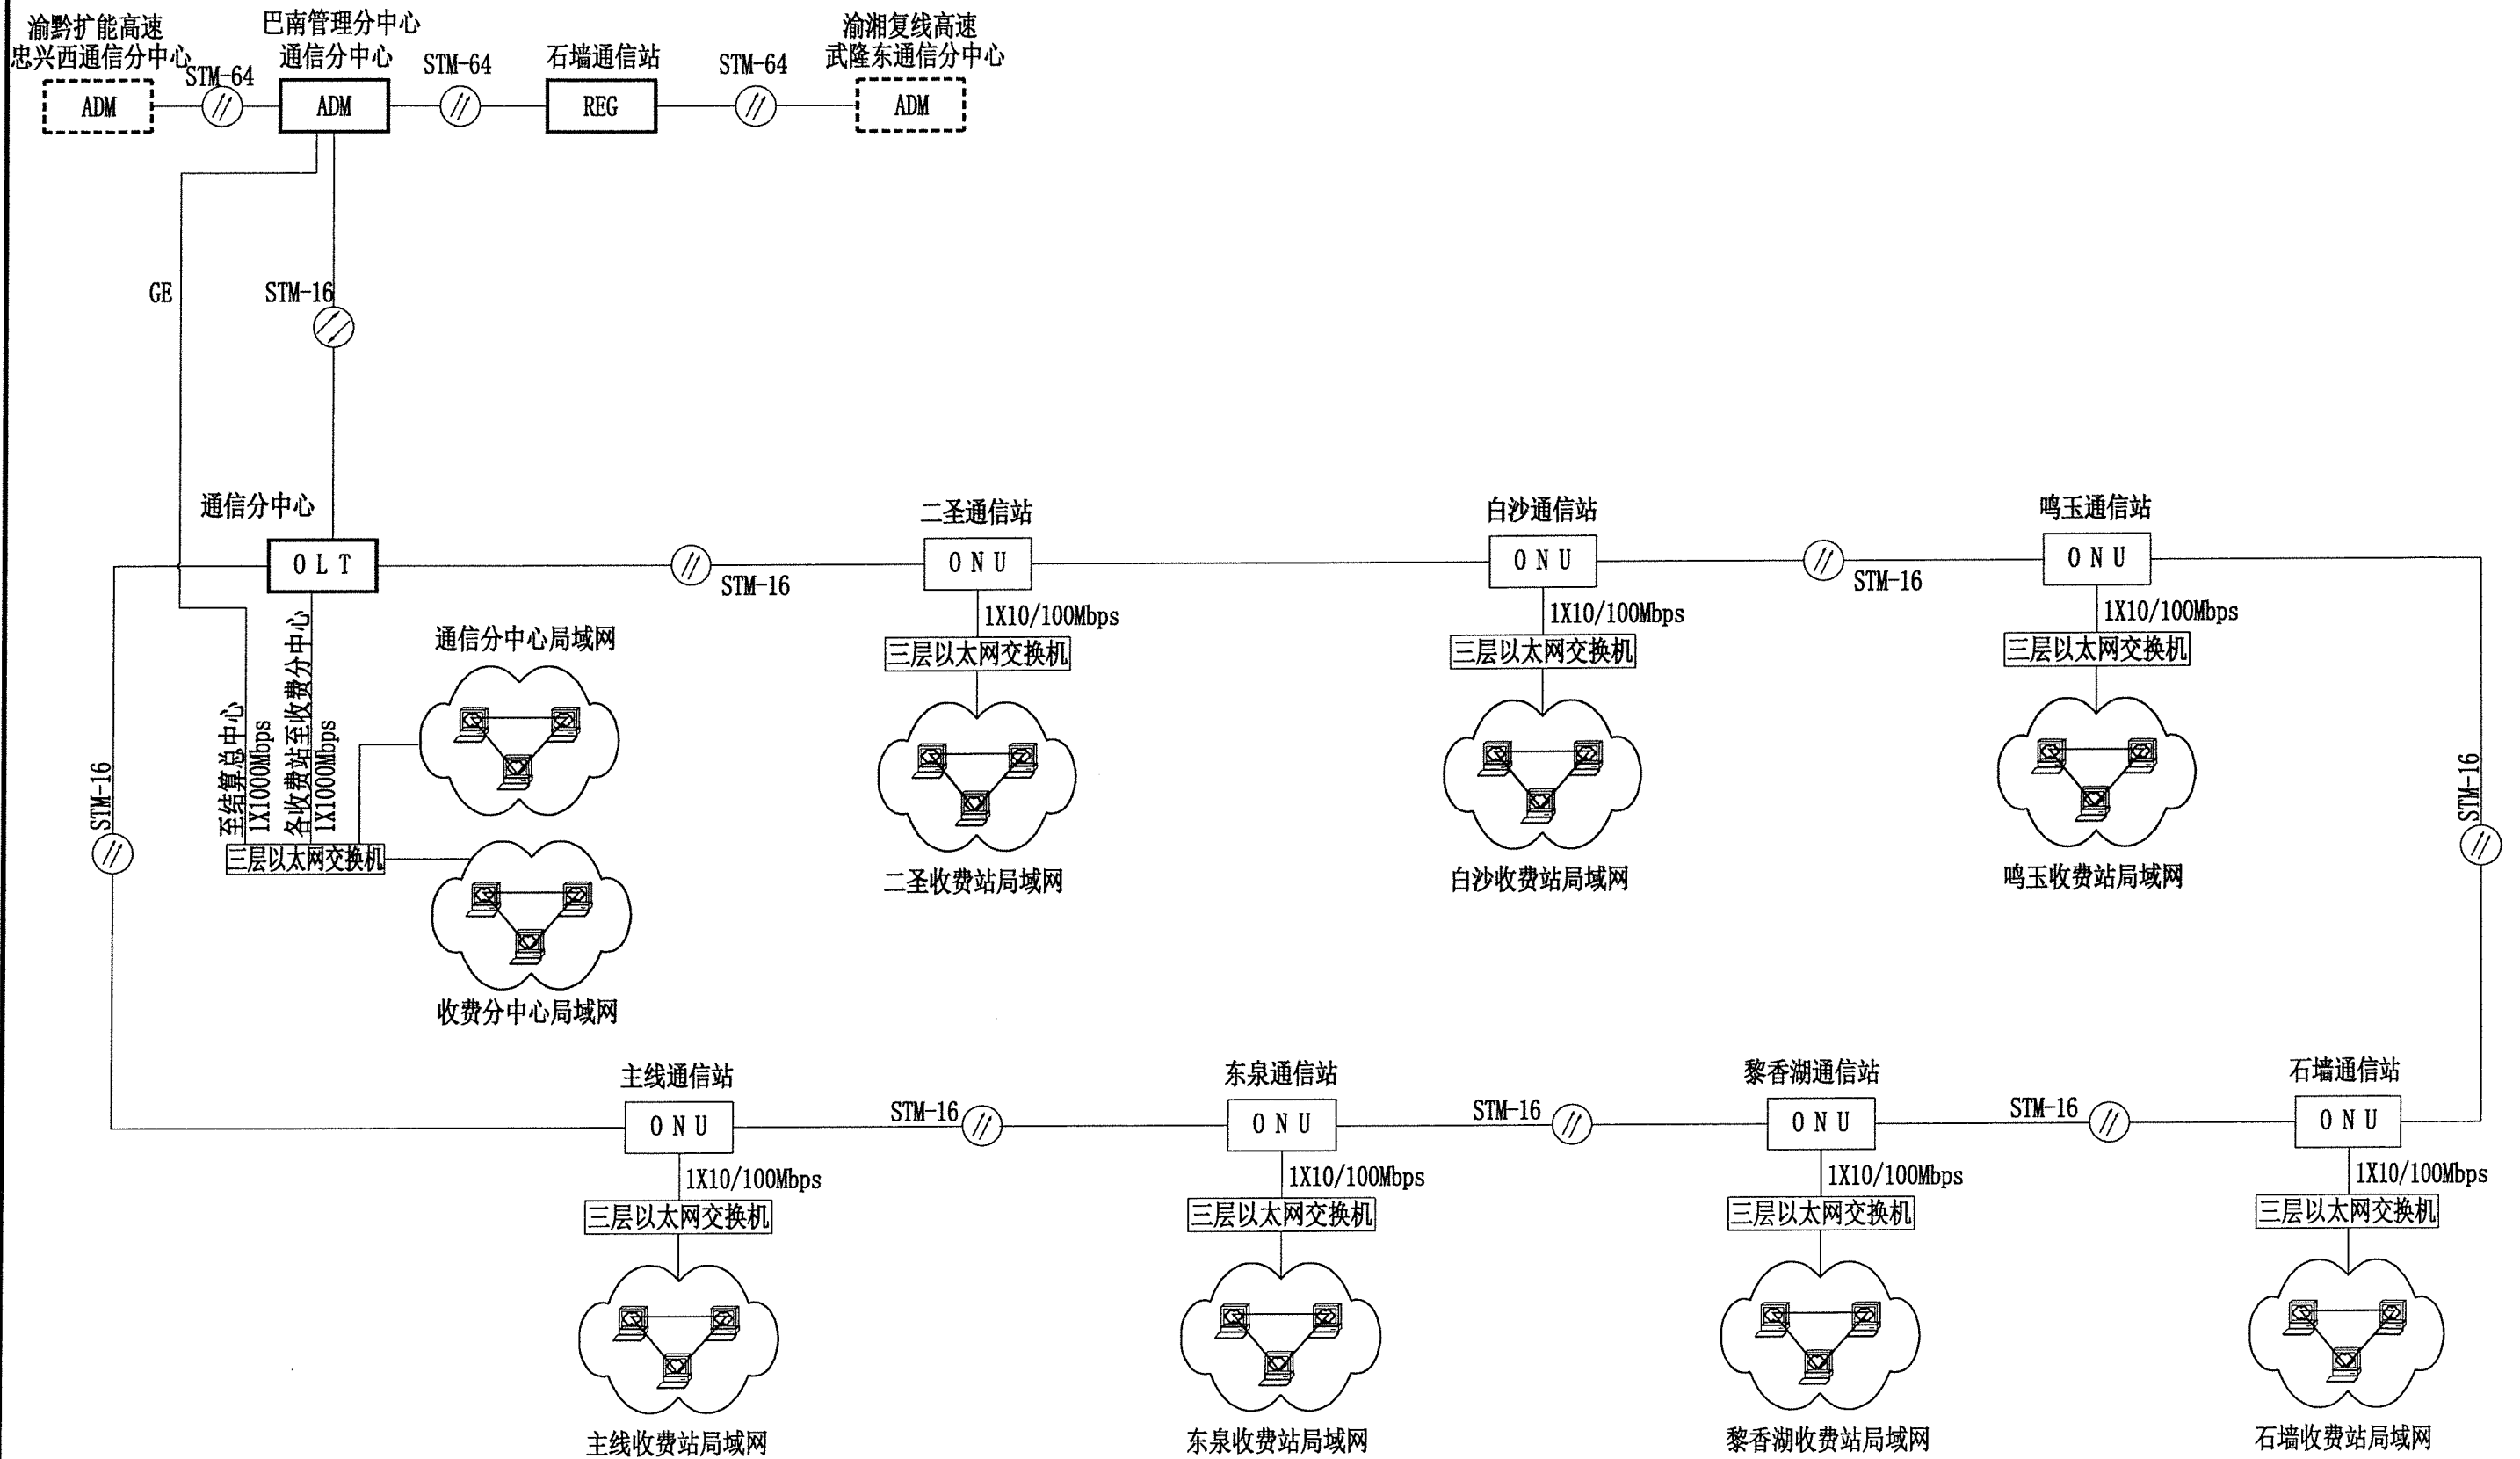 渝黔扩能高速
忠兴西通信分中心
ADM
STM-64
巴南管理分中心
通信分中心
ADM
STM-64
石墙通信站
REG
STM-64
渝湘复线高速
武隆东通信分中心
ADM
GE
STM-16
通信分中心
OLT
STM-16
二圣通信站
ONU
1X10/100Mbps
三层以太网交换机
二圣收费站局域网
白沙通信站
ONU
1X10/100Mbps
三层以太网交换机
白沙收费站局域网
STM-16
鸣玉通信站
ONU
1X10/100Mbps
三层以太网交换机
鸣玉收费站局域网
至结算总中心
1X1000Mbps
各收费站至收费分中心
1X1000Mbps
三层以太网交换机
通信分中心局域网
收费分中心局域网
STM-16
STM-16
主线通信站
ONU
1X10/100Mbps
三层以太网交换机
主线收费站局域网
STM-16
东泉通信站
ONU
1X10/100Mbps
三层以太网交换机
东泉收费站局域网
STM-16
黎香湖通信站
ONU
1X10/100Mbps
三层以太网交换机
黎香湖收费站局域网
STM-16
石墙通信站
ONU
1X10/100Mbps
三层以太网交换机
石墙收费站局域网